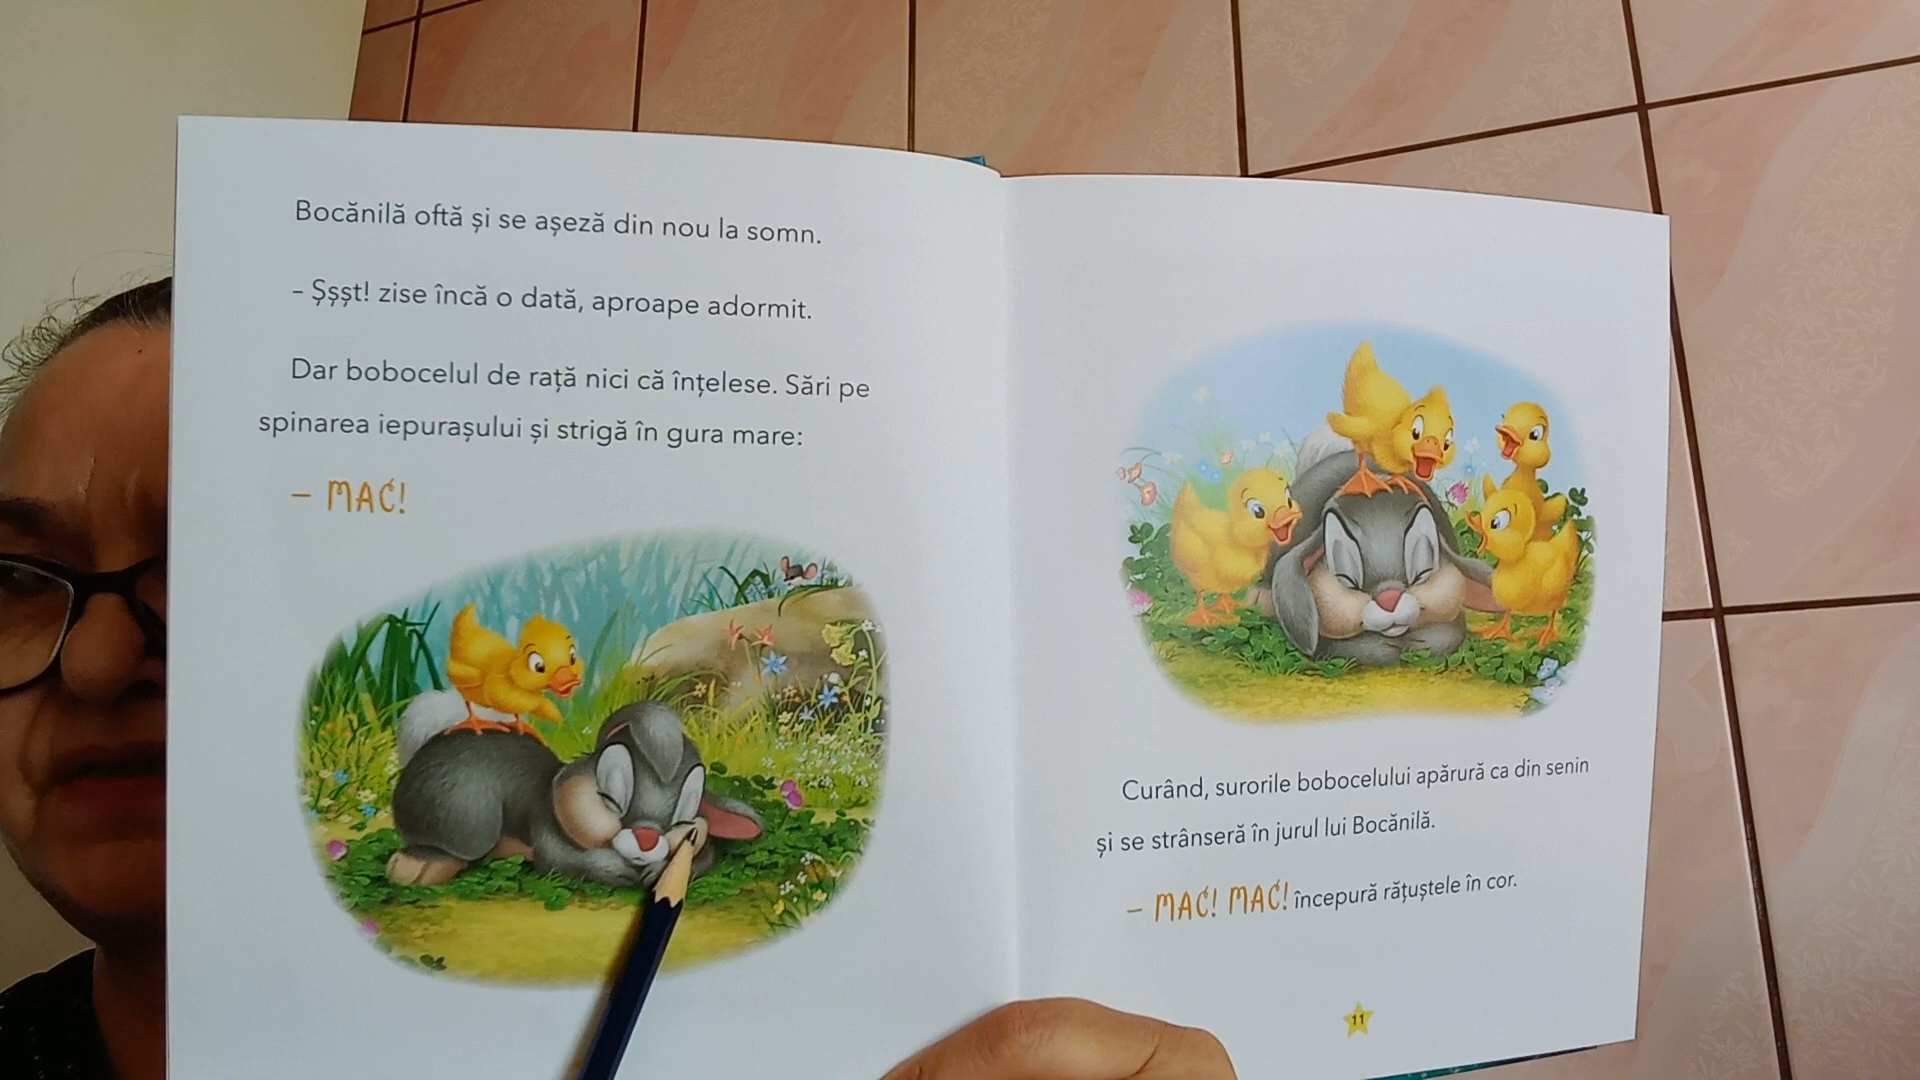 Bocănilă oftă și se așeză din nou la somn.
– Șșșt! zise încă o dată, aproape adormit.
Dar bobocelul de rață nici că înțelese. Sări pe
spinarea iepurașului și strigă în gura mare:
– MAC!
Curând, surorile bobocelului apărură ca din senin
și se strânseră în jurul lui Bocănilă.
– MAC! MAC! începură rățuștele în cor.
11